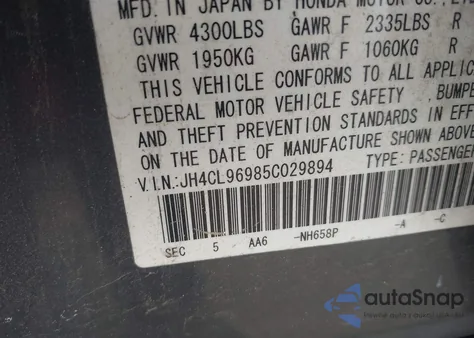 MFD. IN JAPAN BY HONDA MOTOR CO.,
GVWR 4300LBS GAWR F 2335LBS R
GVWR 1950KG GAWR F 1060KG R
THIS VEHICLE CONFORMS TO ALL APPLIC
FEDERAL MOTOR VEHICLE SAFETY , BUMPE
AND THEFT PREVENTION STANDARDS IN EFF
ON THE DATE OF MANUFACTURE SHOWN ABOVE
V.I.N.:JH4CL96985C029894 TYPE: PASSENGER
SEC 5 AA6 -NH658P -A -C
autoSnap